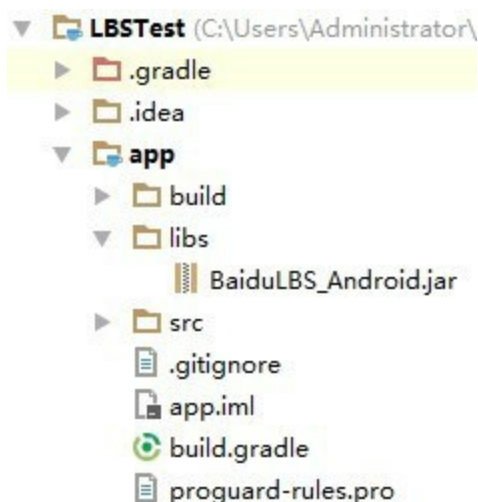 LBSTest (C:\Users\Administrator\
.gradle
.idea
app
build
libs
BaiduLBS_Android.jar
src
.gitignore
app.iml
build.gradle
proguard-rules.pro